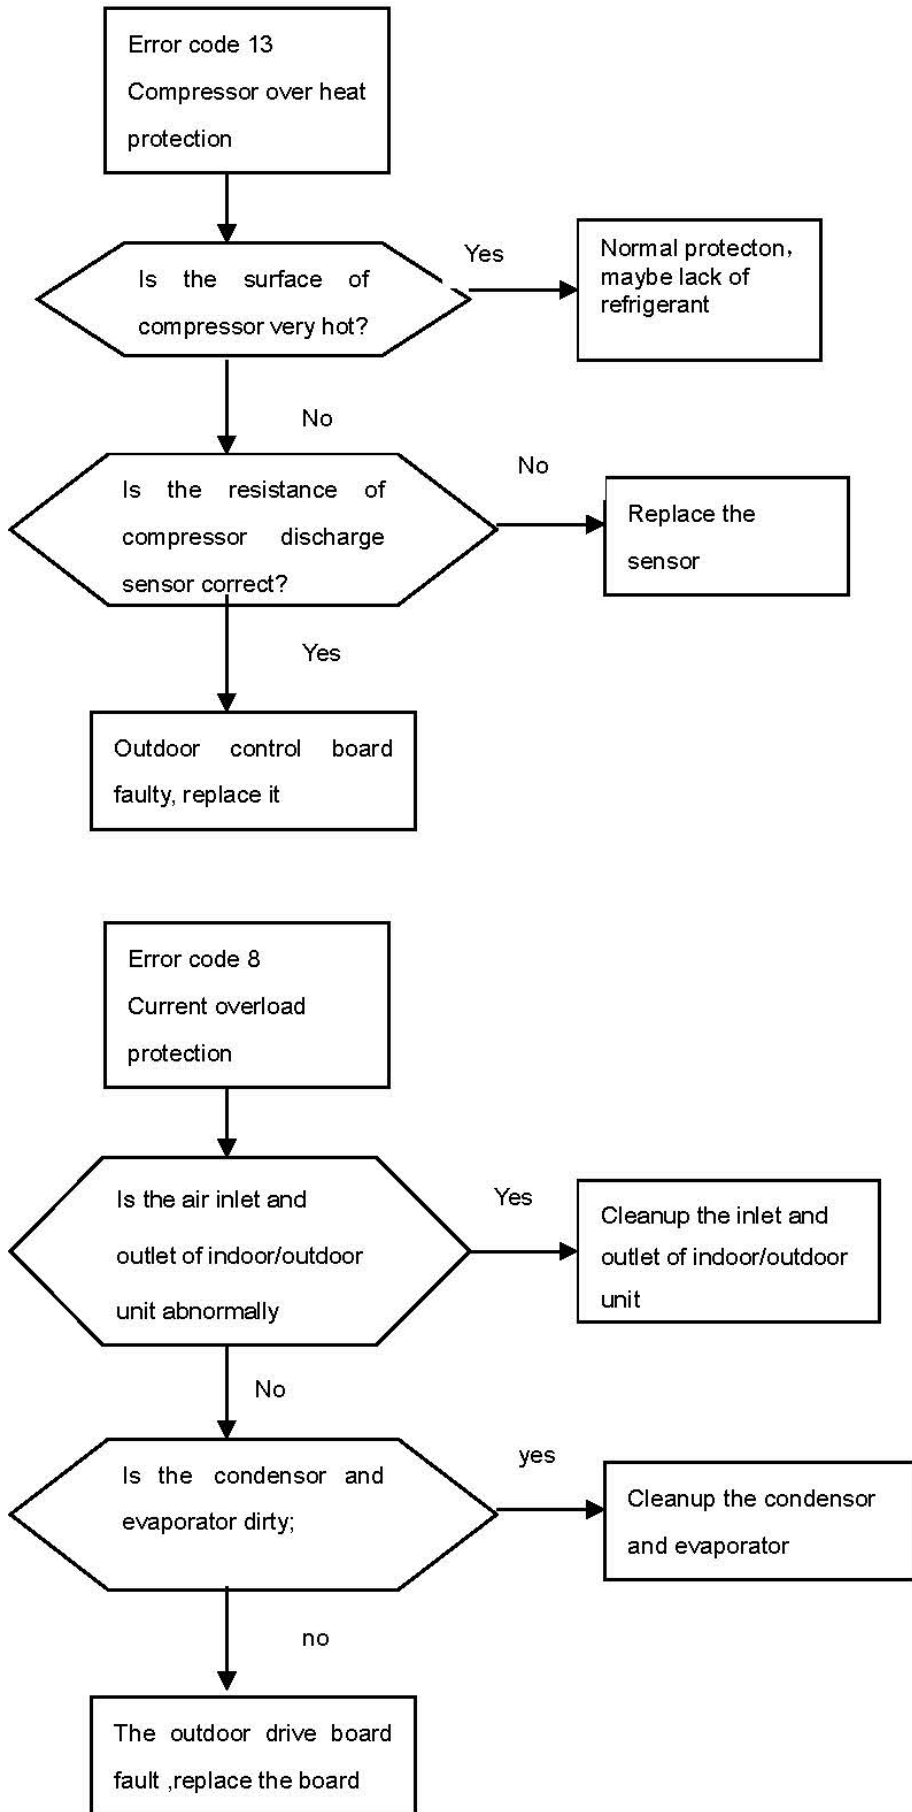 Error code 13
Compressor over heat
protection
Yes
Normal protecton，
maybe lack of
refrigerant
Is the surface of
compressor very hot?
No
No
Is the resistance of
compressor discharge
sensor correct?
Replace the
sensor
Yes
Outdoor control board
faulty, replace it
Error code 8
Current overload
protection
Is the air inlet and
outlet of indoor/outdoor
unit abnormally
Yes
Cleanup the inlet and
outlet of indoor/outdoor
unit
No
Is the condensor and
evaporator dirty;
yes
Cleanup the condensor
and evaporator
no
The outdoor drive board
fault ,replace the board